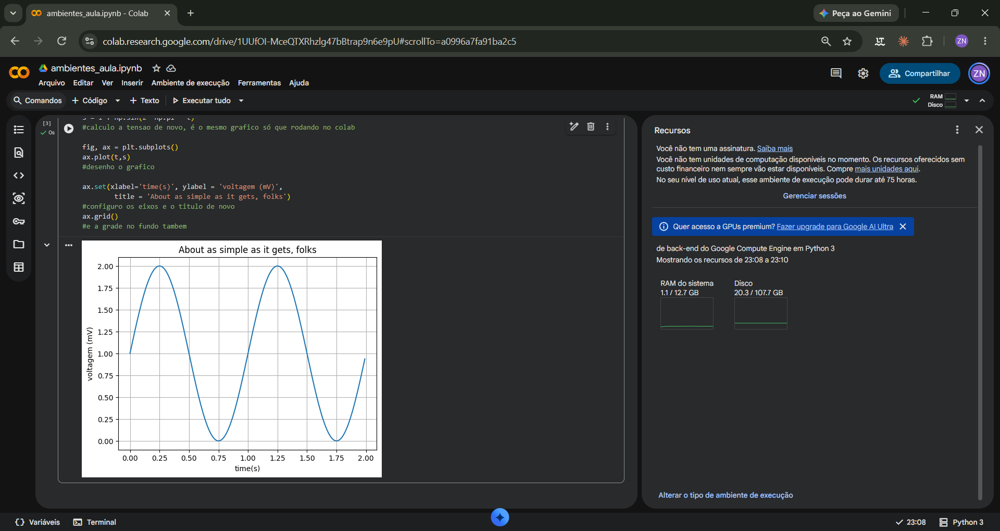 ambientes_aula.ipynb - Colab
Peça ao Gemini
colab.research.google.com/drive/1UUfOI-MceQTXRhzlg47bBtrap9n6e9pU#scrollTo=a0996a7fa91ba2c5
ZN
ambientes_aula.ipynb
Arquivo Editar Ver Inserir Ambiente de execução Ferramentas Ajuda
Compartilhar
ZN
Comandos + Código + Texto Executar tudo
RAM
Disco
[3]
0s
#calculo a tensao de novo, é o mesmo grafico só que rodando no colab
fig, ax = plt.subplots()
ax.plot(t,s)
#desenho o grafico
ax.set(xlabel='time(s)', ylabel = 'voltagem (mV)',
title = 'About as simple as it gets, folks')
#configuro os eixos e o titulo de novo
ax.grid()
#e a grade no fundo tambem
About as simple as it gets, folks
2.00
1.75
1.50
1.25
1.00
0.75
0.50
0.25
0.00
voltagem (mV)
0.00 0.25 0.50 0.75 1.00 1.25 1.50 1.75 2.00
time(s)
Recursos
Você não tem uma assinatura. Saiba mais
Você não tem unidades de computação disponíveis no momento. Os recursos oferecidos sem
custo financeiro nem sempre vão estar disponíveis. Compre mais unidades aqui.
No seu nível de uso atual, esse ambiente de execução pode durar até 75 horas.
Gerenciar sessões
Quer acesso a GPUs premium? Fazer upgrade para Google AI Ultra
de back-end do Google Compute Engine em Python 3
Mostrando os recursos de 23:08 a 23:10
RAM do sistema
1.1 / 12.7 GB
Disco
20.3 / 107.7 GB
Alterar o tipo de ambiente de execução
Variáveis Terminal
23:08 Python 3